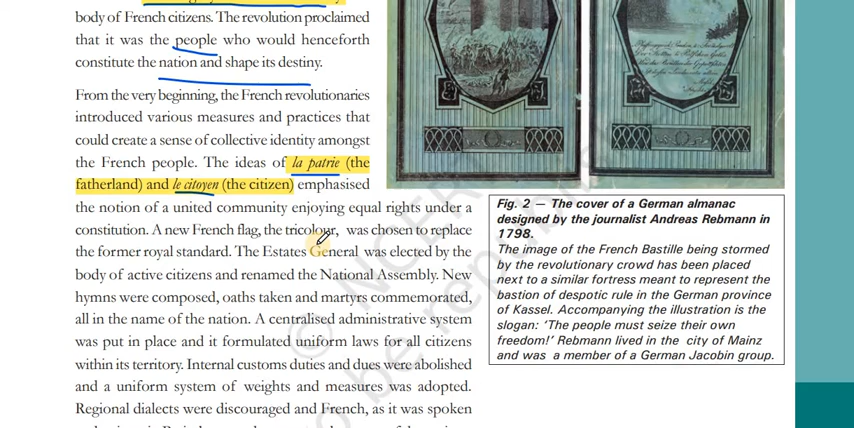 body of French citizens. The revolution proclaimed
that it was the people who would henceforth
constitute the nation and shape its destiny.
From the very beginning, the French revolutionaries
introduced various measures and practices that
could create a sense of collective identity amongst
the French people. The ideas of la patrie (the
fatherland) and le citoyen (the citizen) emphasised
the notion of a united community enjoying equal rights under a
constitution. A new French flag, the tricolour, was chosen to replace
the former royal standard. The Estates General was elected by the
body of active citizens and renamed the National Assembly. New
hymns were composed, oaths taken and martyrs commemorated,
all in the name of the nation. A centralised administrative system
was put in place and it formulated uniform laws for all citizens
within its territory. Internal customs duties and dues were abolished
and a uniform system of weights and measures was adopted.
Regional dialects were discouraged and French, as it was spoken
Fig. 2 — The cover of a German almanac
designed by the journalist Andreas Rebmann in
1798.
The image of the French Bastille being stormed
by the revolutionary crowd has been placed
next to a similar fortress meant to represent the
bastion of despotic rule in the German province
of Kassel. Accompanying the illustration is the
slogan: ‘The people must seize their own
freedom!’ Rebmann lived in the city of Mainz
and was a member of a German Jacobin group.